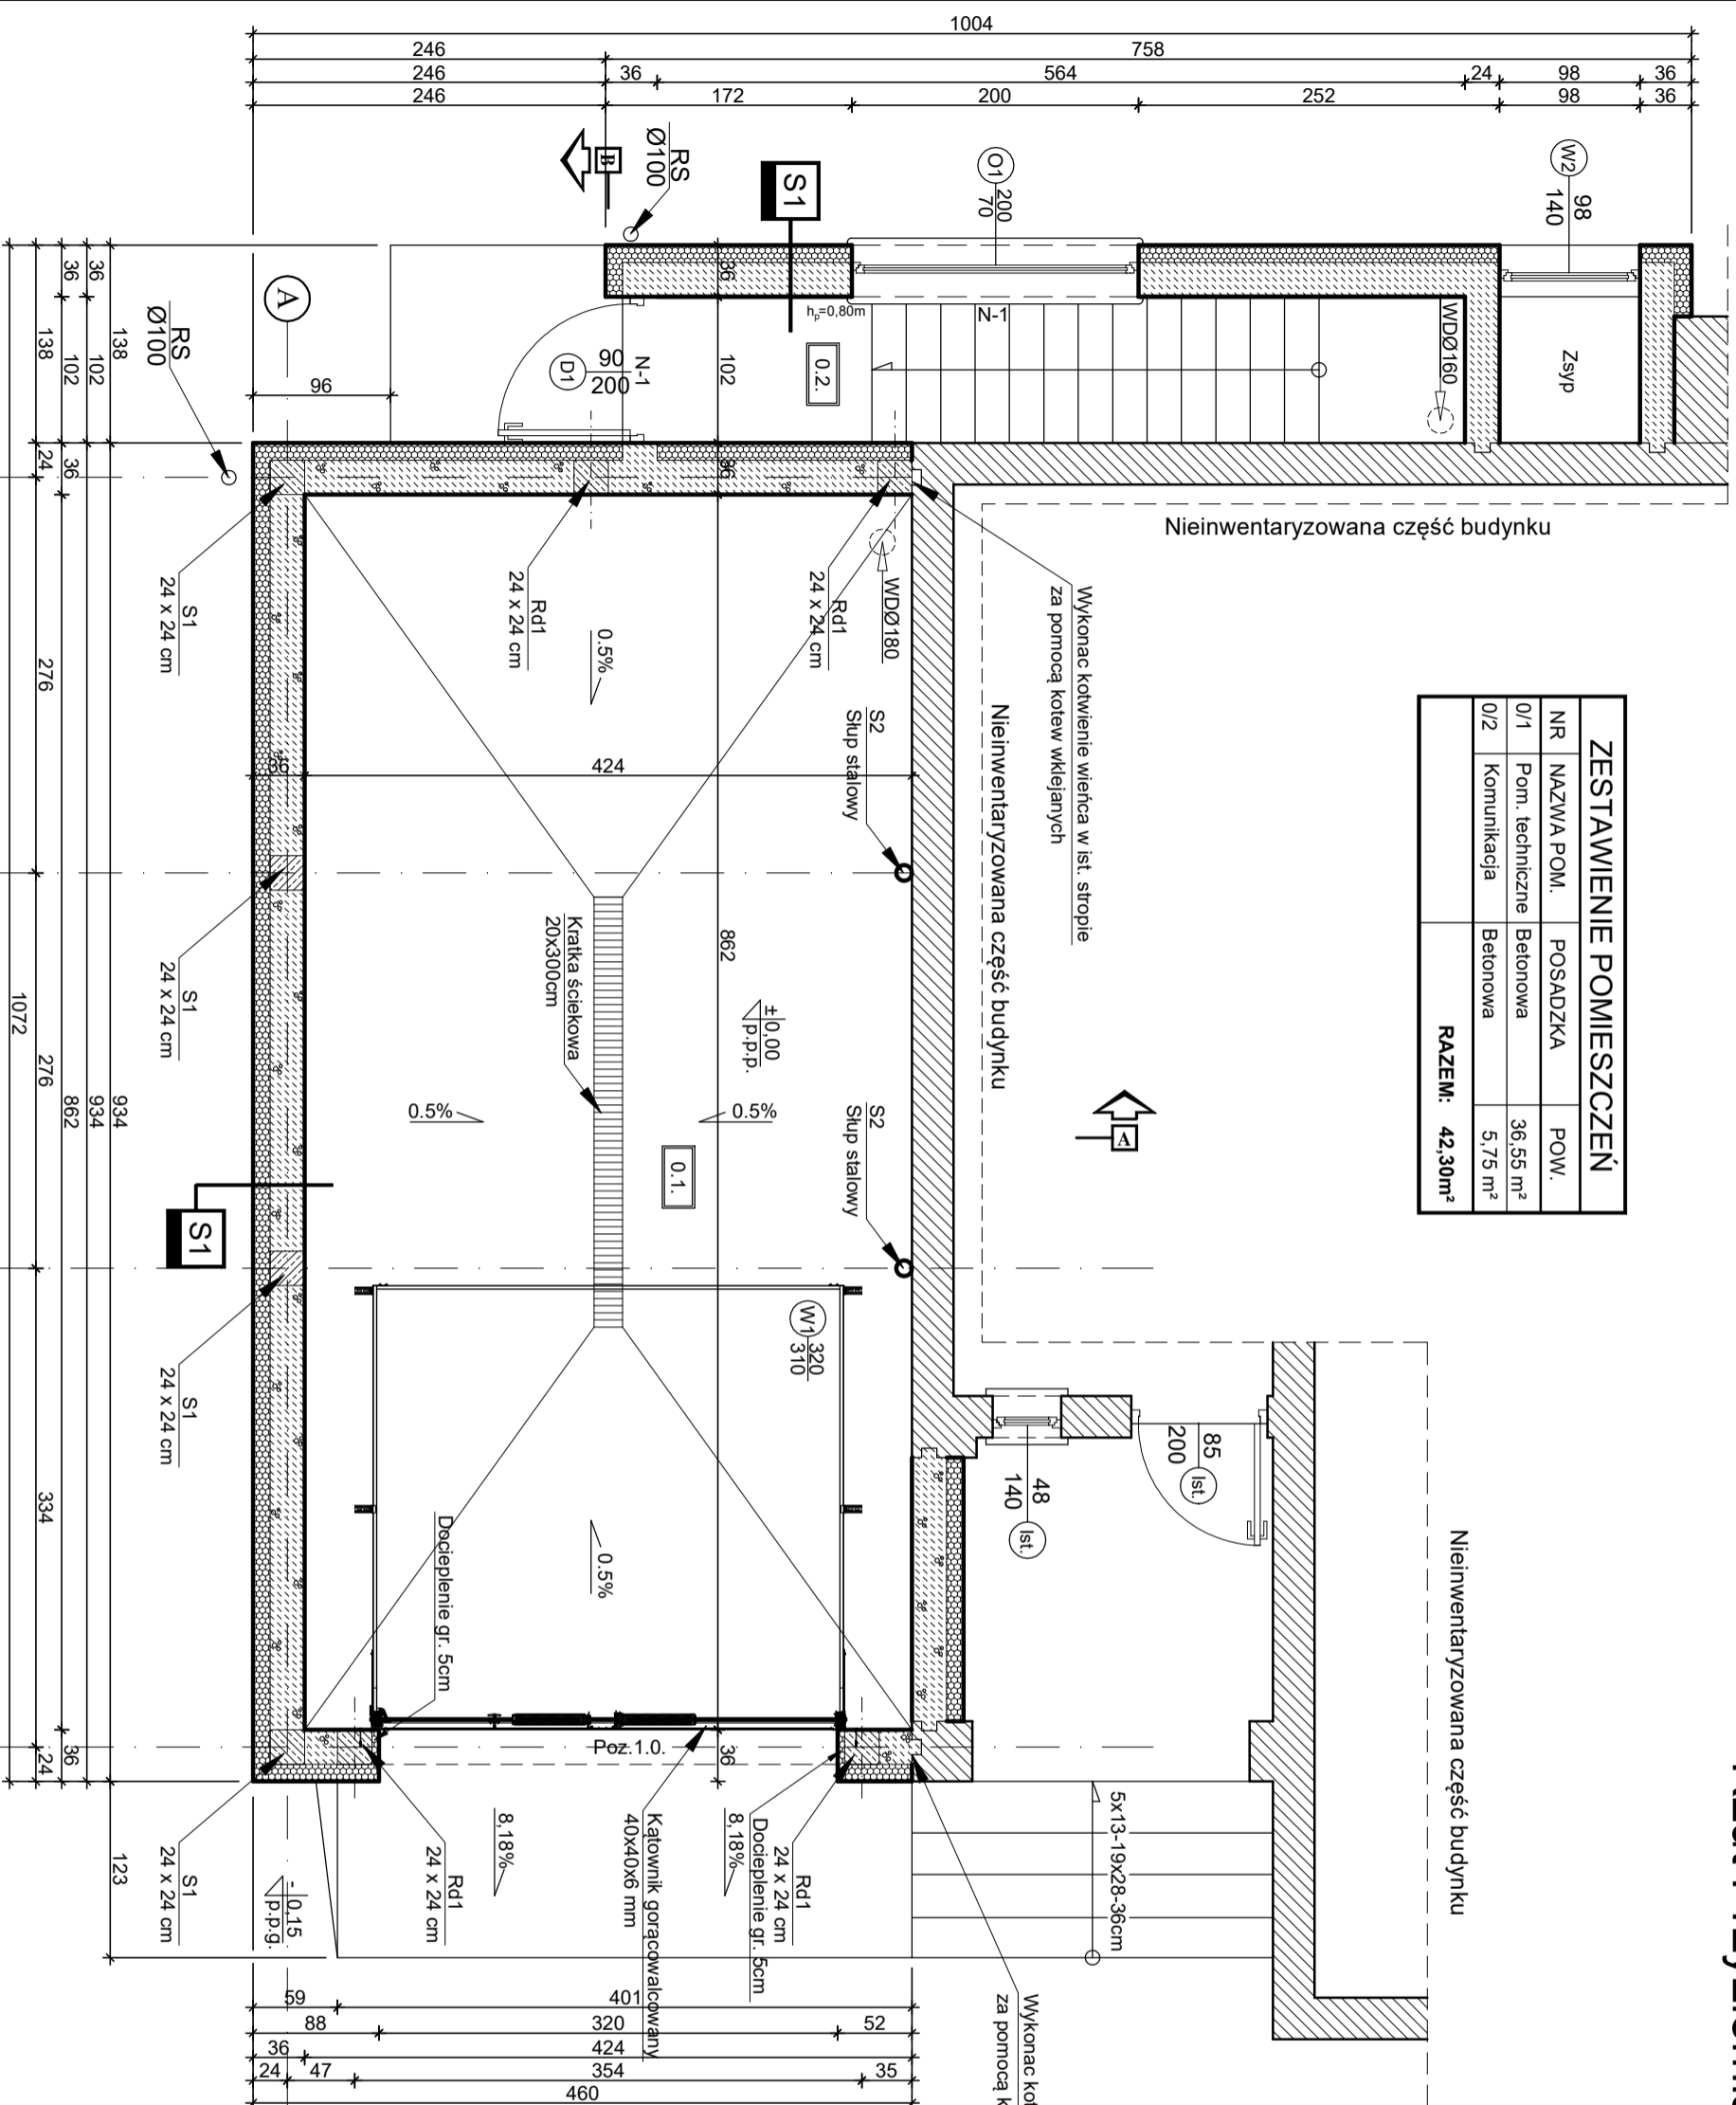 1004
246
758
246
36
564
24
98
36
246
172
200
252
98
36
RS
Ø100
B
S1
O1
200
70
W2
98
140
36
h_p=0,80m
N-1
WDØ160
Zsyp
0.2.
102
N-1
90
200
D1
A
RS
Ø100
96
36
36
138
102
102
138
24
36
36
Nieinwentaryzowana część budynku
Wykonac kotwienie wieńca w ist. stropie
za pomocą kotew wklejanych
Nieinwentaryzowana część budynku
S1
24 x 24 cm
Rd1
24 x 24 cm
Rd1
24 x 24 cm
WDØ180
0.5%
S2
Słup stalowy
36
424
276
ZESTAWIENIE POMIESZCZEŃ
NR NAZWA POM. POSADZKA POW.
0/1 Pom. techniczne Betonowa 36,55 m²
0/2 Komunikacja Betonowa 5,75 m²
RAZEM: 42,30m²
862
Kratka ściekowa
20x300cm
±0,00
p.p.p.
S1
24 x 24 cm
1072
276
934
934
862
0.5%
0.5%
S2
Słup stalowy
A
0.1.
S1
W1
320
310
S1
24 x 24 cm
334
85
200
Ist.
48
140
Ist.
Nieinwentaryzowana część budynku
Docieplenie gr. 5cm
0.5%
Poz.1.0.
36
36
24
123
S1
24 x 24 cm
- 0,15
p.p.g.
Rd1
24 x 24 cm
8,18%
Kątownik gorącowalcowany
40x40x6 mm
8,18%
Docieplenie gr. 5cm
Rd1
24 x 24 cm
5x13-19x28-36cm
Wykonac kot
za pomocą k
59
401
88
320
52
36
424
24
47
354
35
460